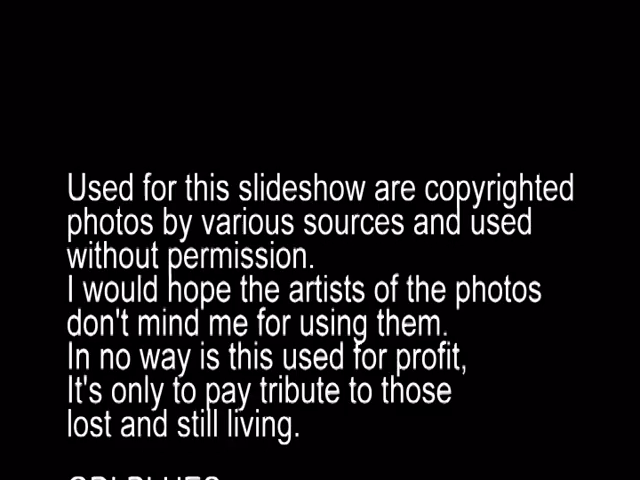 Used for this slideshow are copyrighted
photos by various sources and used
without permission.
I would hope the artists of the photos
don't mind me for using them.
In no way is this used for profit,
It's only to pay tribute to those
lost and still living.